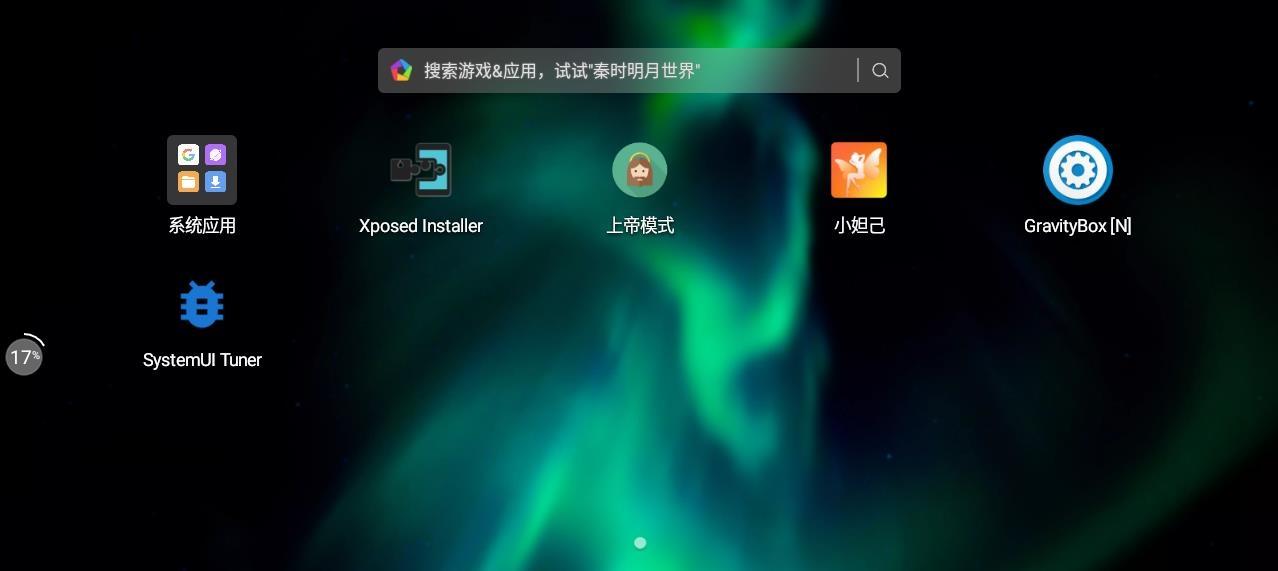 搜索游戏&应用，试试"秦时明月世界"
系统应用
Xposed Installer
上帝模式
小妲己
GravityBox [N]
SystemUI Tuner
17%